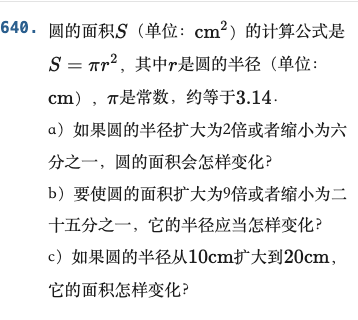 640. 圆的面积S（单位：cm²）的计算公式是
S = πr²，其中r是圆的半径（单位：
cm），π是常数，约等于3.14.
a）如果圆的半径扩大为2倍或者缩小为六
分之一，圆的面积会怎样变化？
b）要使圆的面积扩大为9倍或者缩小为二
十五分之一，它的半径应当怎样变化？
c）如果圆的半径从10cm扩大到20cm，
它的面积怎样变化？